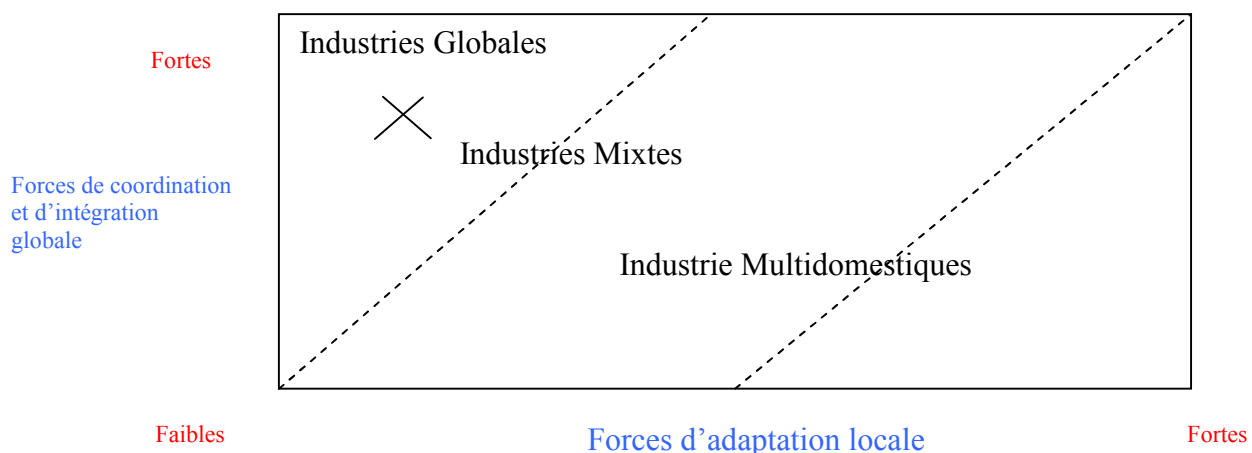 Industries Globales
Fortes
Industries Mixtes
Forces de coordination
et d’intégration
globale
Industrie Multidomestiques
Faibles
Forces d’adaptation locale
Fortes